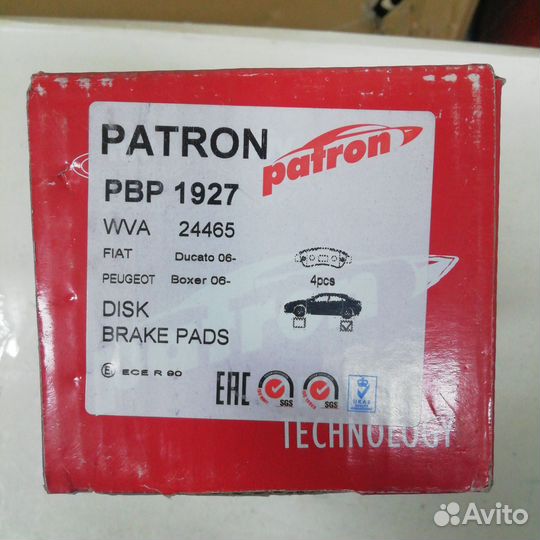 PATRON
patron
PBP 1927
WVA 24465
FIAT Ducato 06-
PEUGEOT Boxer 06-
4pcs
DISK
BRAKE PADS
E ECE R 90
EAC
SGS
SGS
UKAS
TECHNOLOGY
Avito